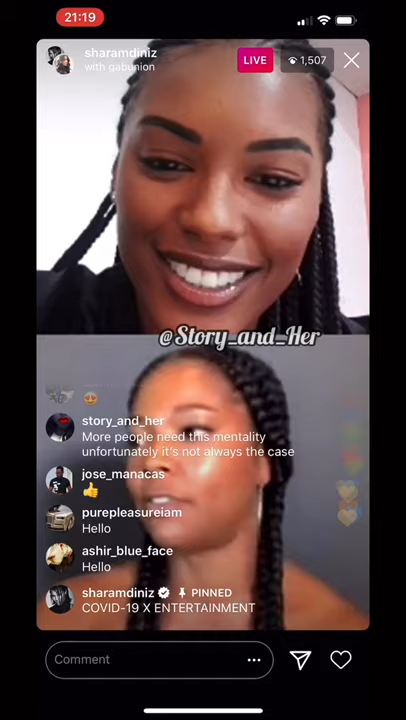 21:19
sharamdiniz
with gabunion
LIVE
1,507
@Story_and_Her
story_and_her
More people need this mentality
unfortunately it's not always the case
jose_manacas
purepleasureiam
Hello
ashir_blue_face
Hello
sharamdiniz PINNED
COVID-19 X ENTERTAINMENT
Comment